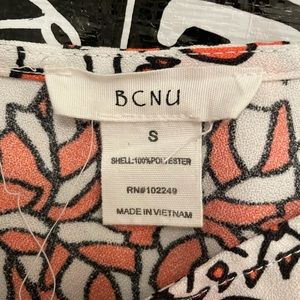 BCNU
S
SHELL:100%POLYESTER
RN#102249
MADE IN VIETNAM